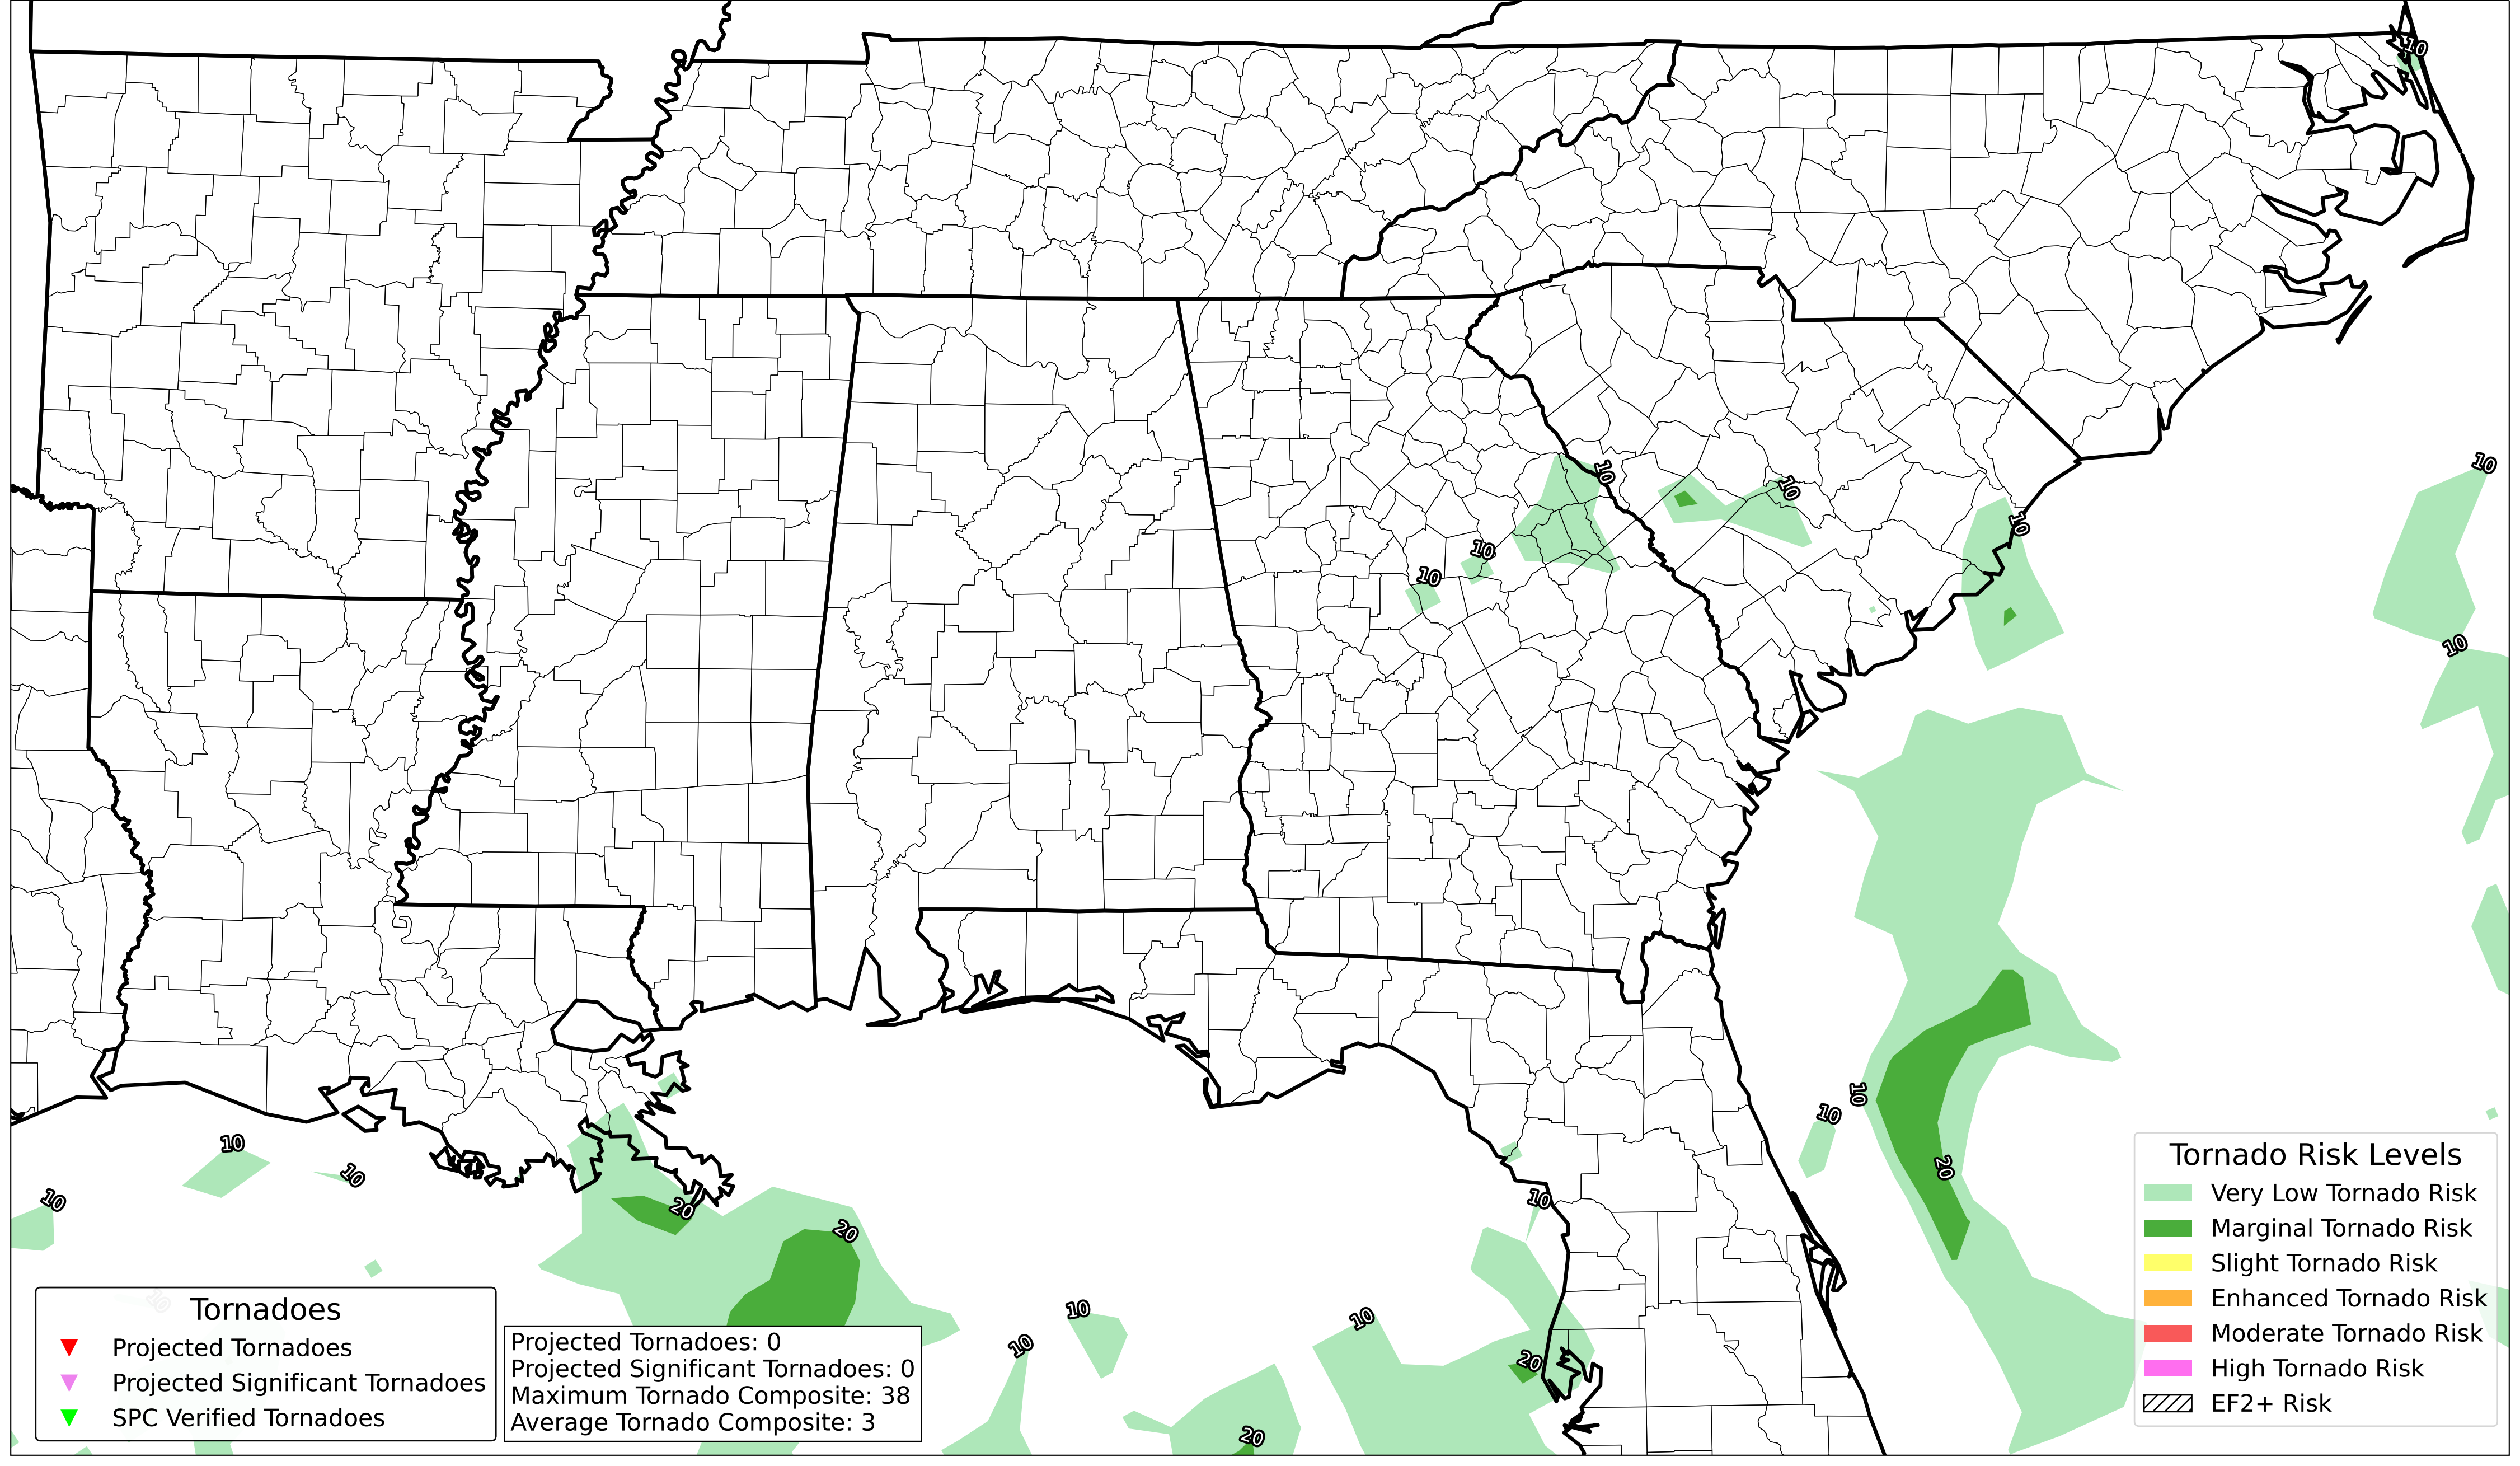 10
10
10
10
10
10
10
10
10
10
10
10
20
10
10
10
20
20
10
10
10
10
20
20
Tornado Risk Levels
Very Low Tornado Risk
Marginal Tornado Risk
Slight Tornado Risk
Enhanced Tornado Risk
Moderate Tornado Risk
High Tornado Risk
EF2+ Risk
Tornadoes
Projected Tornadoes
Projected Significant Tornadoes
SPC Verified Tornadoes
Projected Tornadoes: 0
Projected Significant Tornadoes: 0
Maximum Tornado Composite: 38
Average Tornado Composite: 3